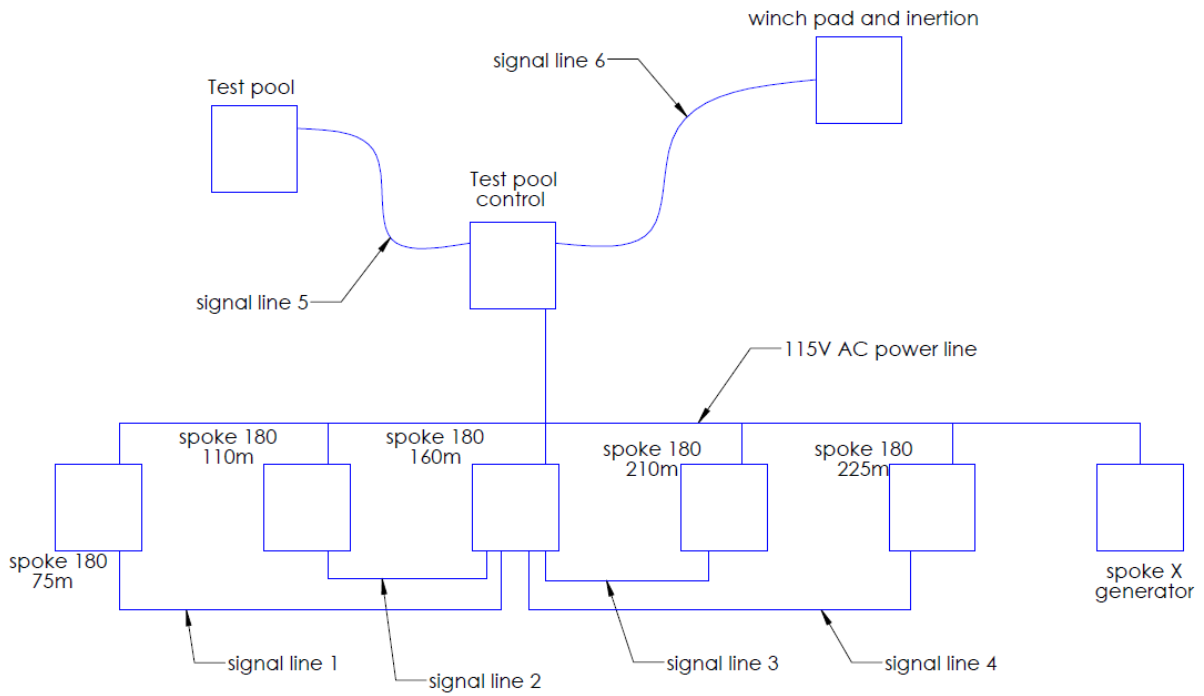 winch pad and inertion
signal line 6
Test pool
Test pool
control
signal line 5
115V AC power line
spoke 180
110m
spoke 180
160m
spoke 180
210m
spoke 180
225m
spoke 180
75m
spoke X
generator
signal line 1
signal line 2
signal line 3
signal line 4